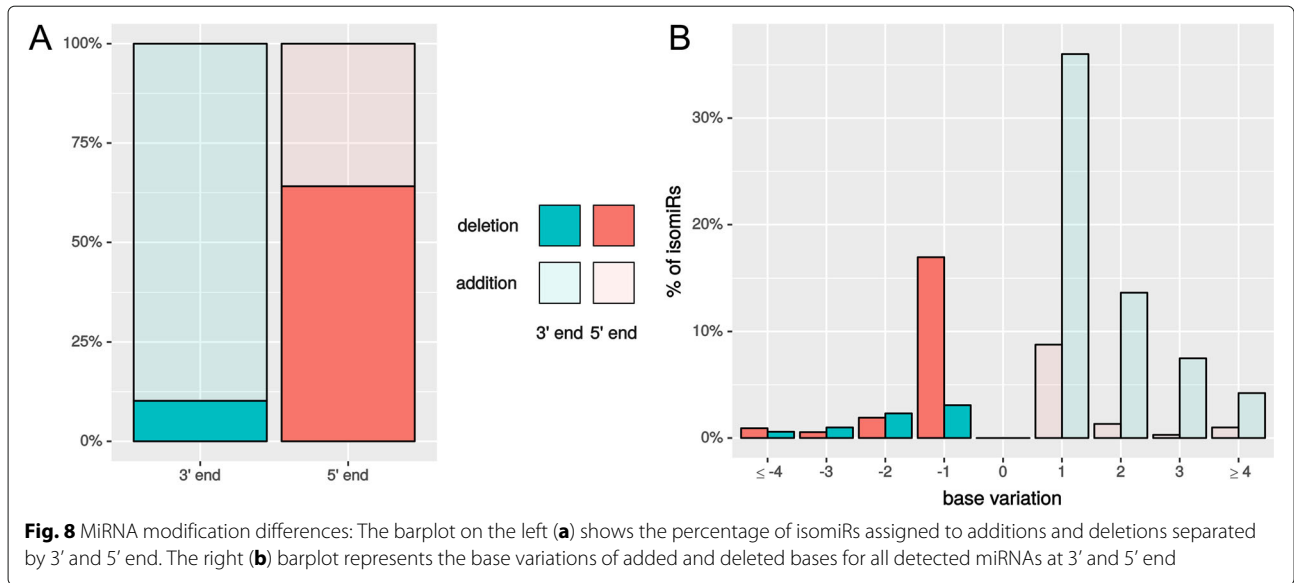 A
100%
75%
50%
25%
0%
3' end
5' end
deletion
addition
3' end 5' end
B
% of isomiRs
30%
20%
10%
0%
≤ -4
-3
-2
-1
0
1
2
3
≥ 4
base variation
Fig. 8 MiRNA modification differences: The barplot on the left (a) shows the percentage of isomiRs assigned to additions and deletions separated
by 3′ and 5′ end. The right (b) barplot represents the base variations of added and deleted bases for all detected miRNAs at 3′ and 5′ end